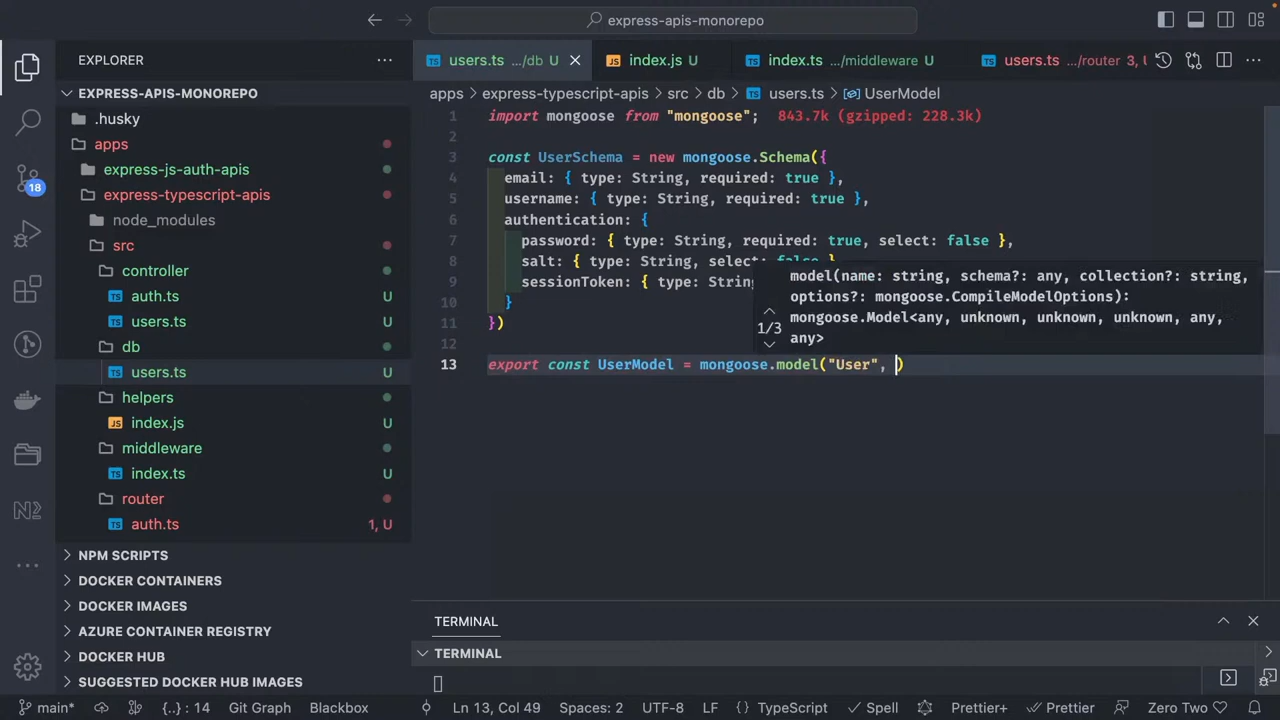 express-apis-monorepo
EXPLORER
EXPRESS-APIS-MONOREPO
.husky
apps
express-js-auth-apis
express-typescript-apis
node_modules
src
controller
auth.ts U
users.ts U
db
users.ts U
helpers
index.js U
middleware
index.ts U
router
auth.ts 1, U
NPM SCRIPTS
DOCKER CONTAINERS
DOCKER IMAGES
AZURE CONTAINER REGISTRY
DOCKER HUB
SUGGESTED DOCKER HUB IMAGES
18
TS users.ts .../db U
JS index.js U
TS index.ts .../middleware U
TS users.ts .../router 3, U
apps > express-typescript-apis > src > db > TS users.ts > UserModel
1 import mongoose from "mongoose"; 843.7k (gzipped: 228.3k)
2
3 const UserSchema = new mongoose.Schema({
4 email: { type: String, required: true },
5 username: { type: String, required: true },
6 authentication: {
7 password: { type: String, required: true, select: false },
8 salt: { type: String, select: false }
9 sessionToken: { type: String
10 }
11 })
12
13 export const UserModel = mongoose.model("User", )
model(name: string, schema?: any, collection?: string,
options?: mongoose.CompileModelOptions):
mongoose.Model<any, unknown, unknown, unknown, any,
any>
1/3
TERMINAL
TERMINAL
main* {..} : 14 Git Graph Blackbox Ln 13, Col 49 Spaces: 2 UTF-8 LF {} TypeScript Spell Prettier+ Prettier Zero Two